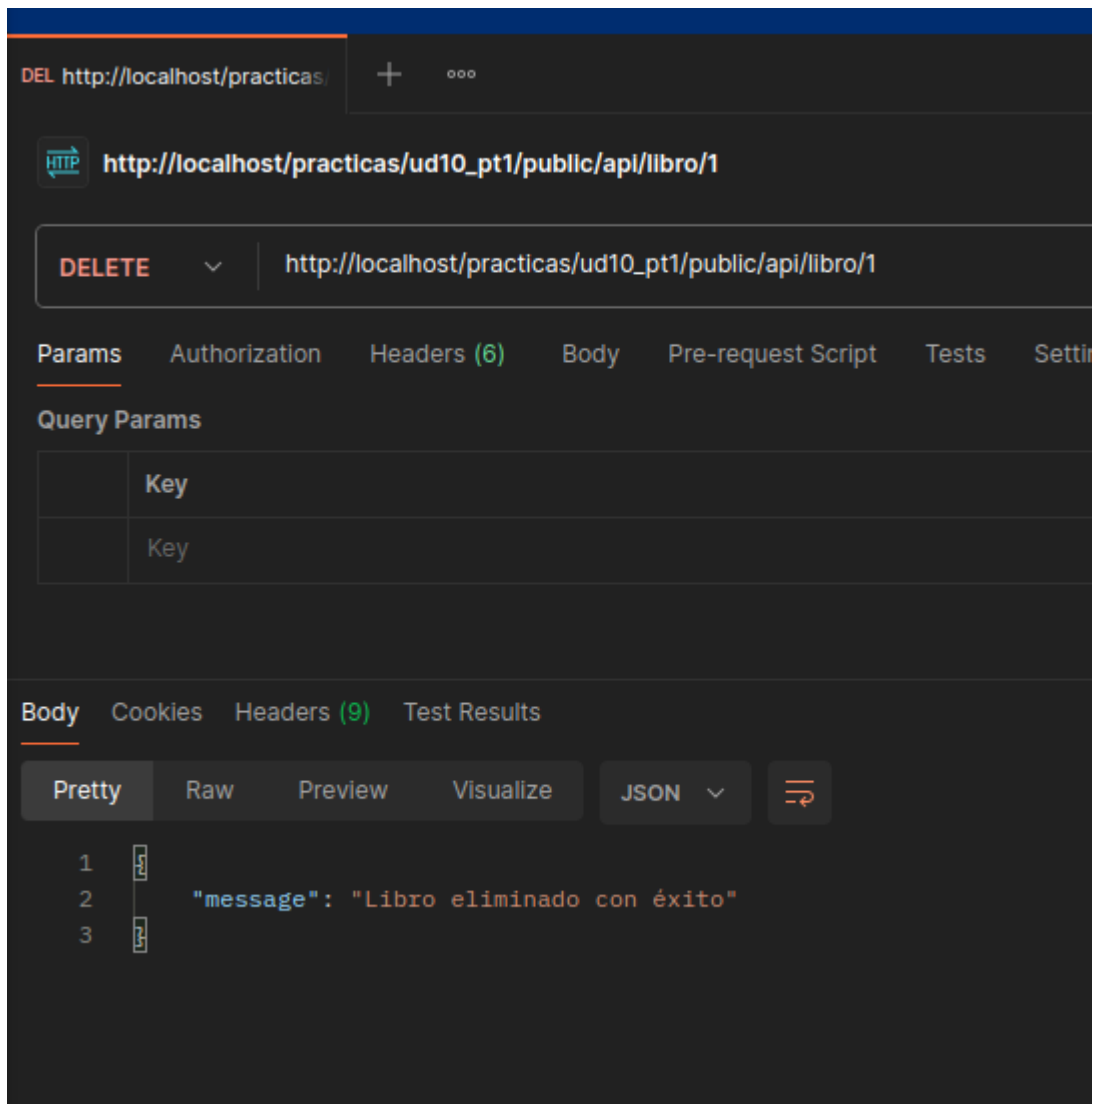 DEL http://localhost/practicas/
HTTP http://localhost/practicas/ud10_pt1/public/api/libro/1
DELETE http://localhost/practicas/ud10_pt1/public/api/libro/1
Params Authorization Headers (6) Body Pre-request Script Tests Settin
Query Params
Key
Key
Body Cookies Headers (9) Test Results
Pretty Raw Preview Visualize JSON
1 {
2 "message": "Libro eliminado con éxito"
3 }